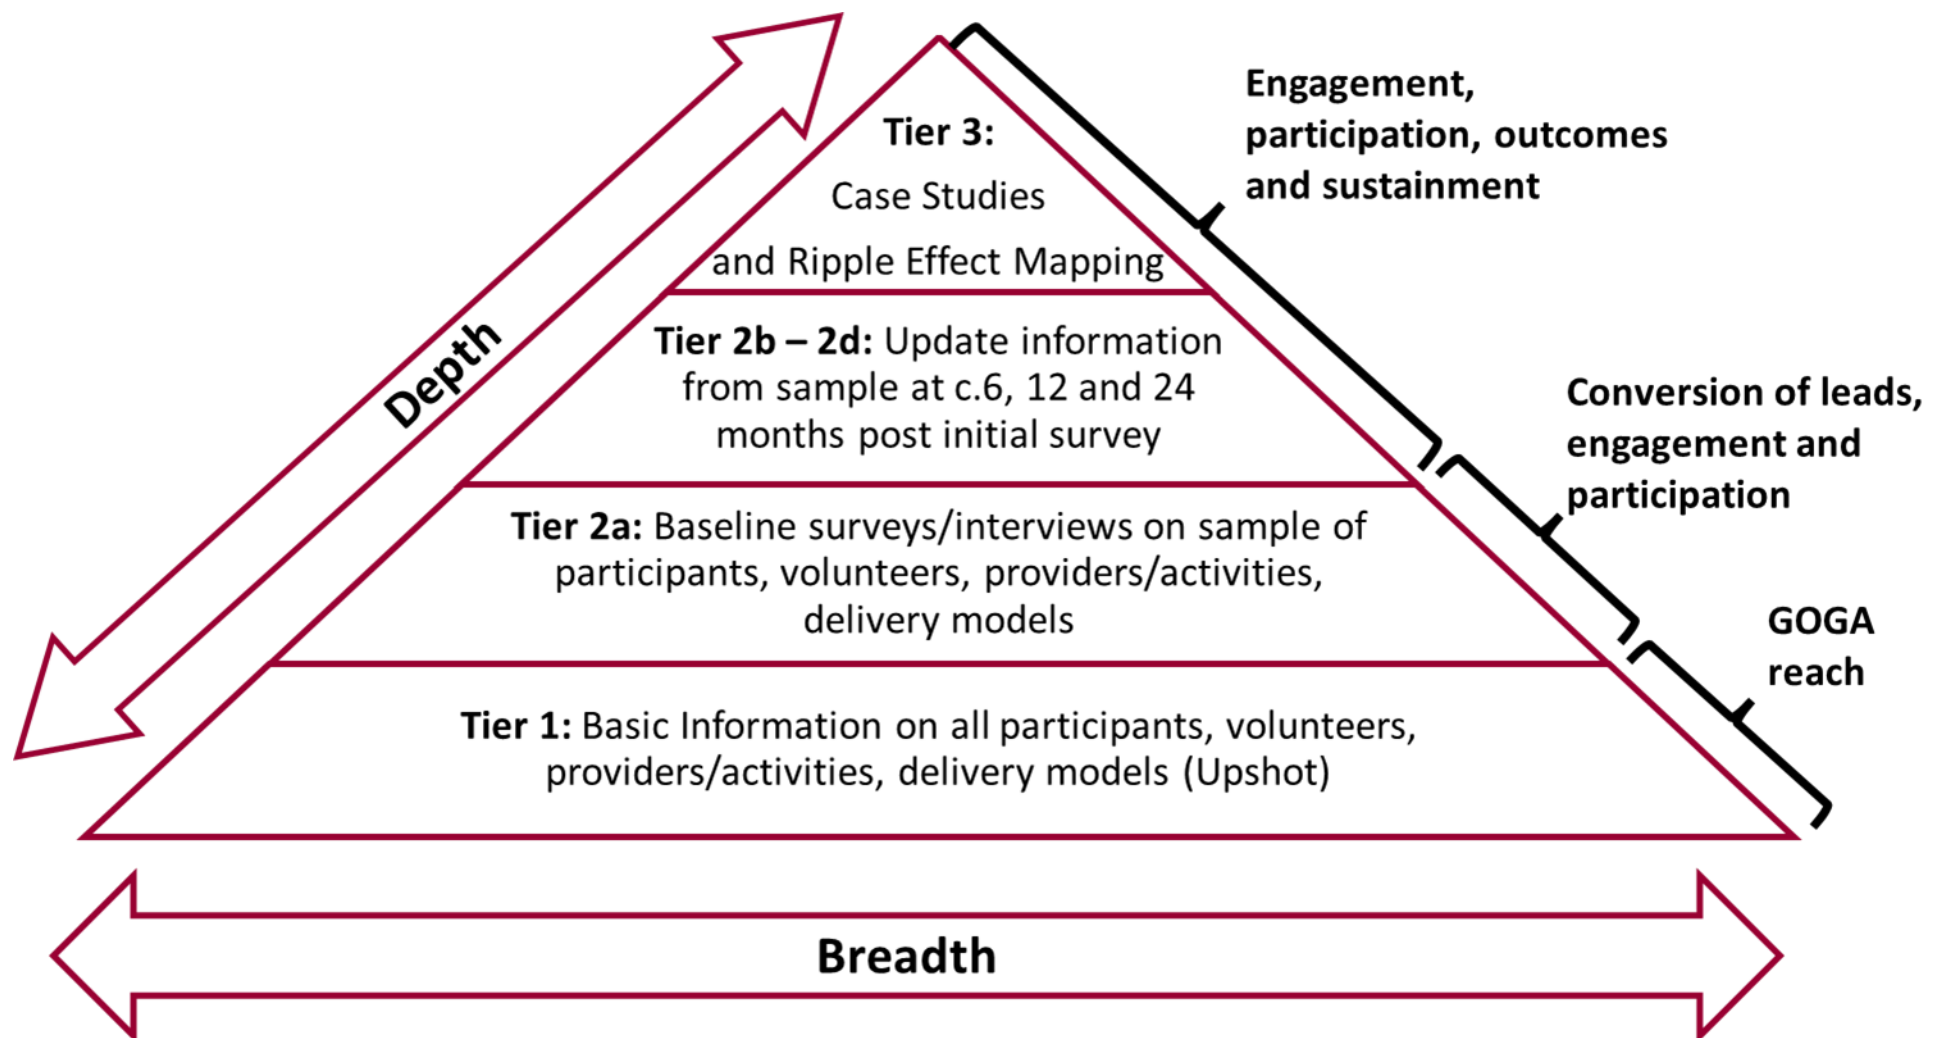 Tier 3:
Case Studies
and Ripple Effect Mapping
Tier 2b – 2d: Update information
from sample at c.6, 12 and 24
months post initial survey
Tier 2a: Baseline surveys/interviews on sample of
participants, volunteers, providers/activities,
delivery models
Tier 1: Basic Information on all participants, volunteers,
providers/activities, delivery models (Upshot)
Depth
Breadth
Engagement,
participation, outcomes
and sustainment
Conversion of leads,
engagement and
participation
GOGA
reach